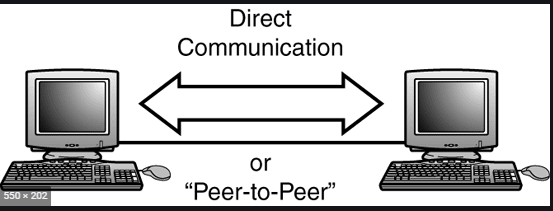 Direct
Communication
or
“Peer-to-Peer”
550 × 202